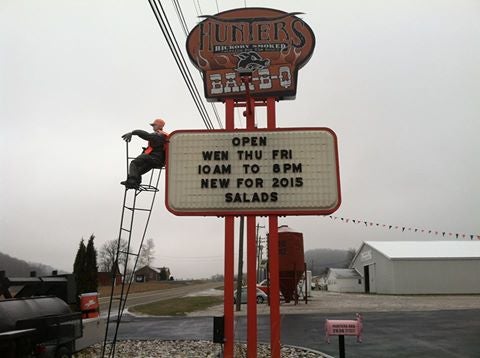 HUNTERS
HICKORY SMOKED
BAR-B-Q
OPEN
WEN THU FRI
10AM TO 8PM
NEW FOR 2015
SALADS